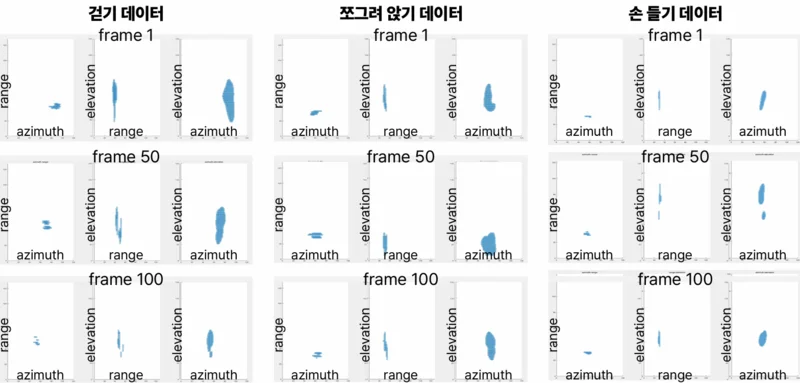 걷기 데이터
쪼그려 앉기 데이터
손 들기 데이터
frame 1
range
elevation
elevation
azimuth
range
azimuth
frame 1
range
elevation
elevation
azimuth
range
azimuth
frame 1
range
elevation
elevation
azimuth
range
azimuth
frame 50
range
elevation
elevation
azimuth
range
azimuth
frame 50
range
elevation
elevation
azimuth
range
azimuth
frame 50
range
elevation
elevation
azimuth
range
azimuth
frame 100
range
elevation
elevation
azimuth
range
azimuth
frame 100
range
elevation
elevation
azimuth
range
azimuth
frame 100
range
elevation
elevation
azimuth
range
azimuth